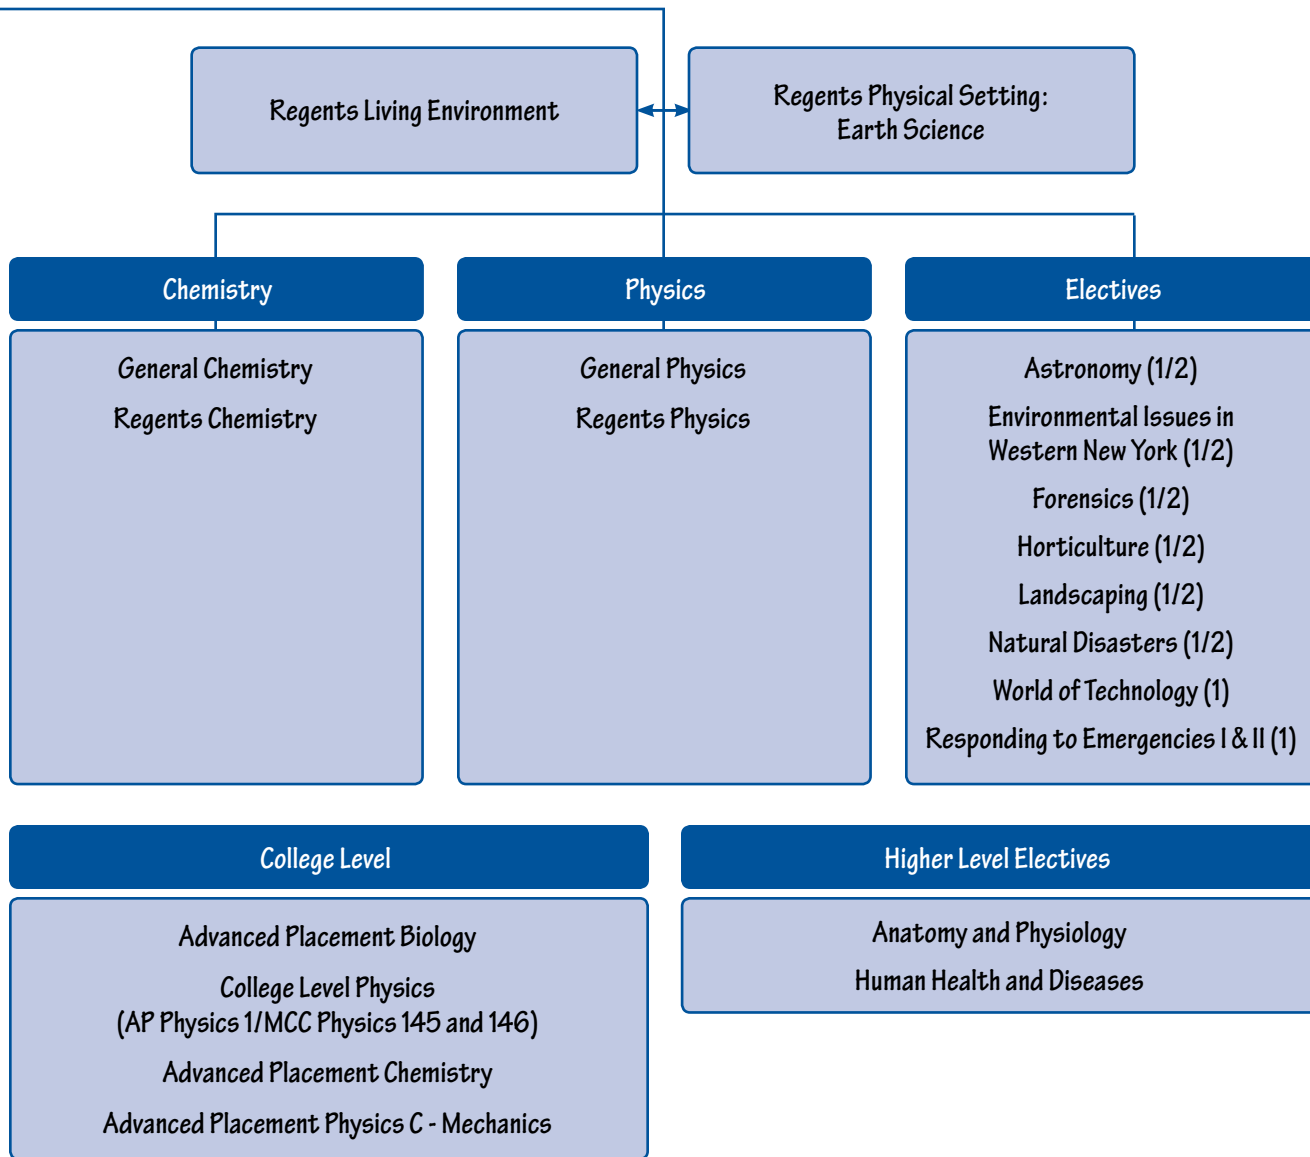 Regents Living Environment
Regents Physical Setting:
Earth Science
Chemistry
General Chemistry
Regents Chemistry
Physics
General Physics
Regents Physics
Electives
Astronomy (1/2)
Environmental Issues in
Western New York (1/2)
Forensics (1/2)
Horticulture (1/2)
Landscaping (1/2)
Natural Disasters (1/2)
World of Technology (1)
Responding to Emergencies I & II (1)
College Level
Advanced Placement Biology
College Level Physics
(AP Physics 1/MCC Physics 145 and 146)
Advanced Placement Chemistry
Advanced Placement Physics C - Mechanics
Higher Level Electives
Anatomy and Physiology
Human Health and Diseases